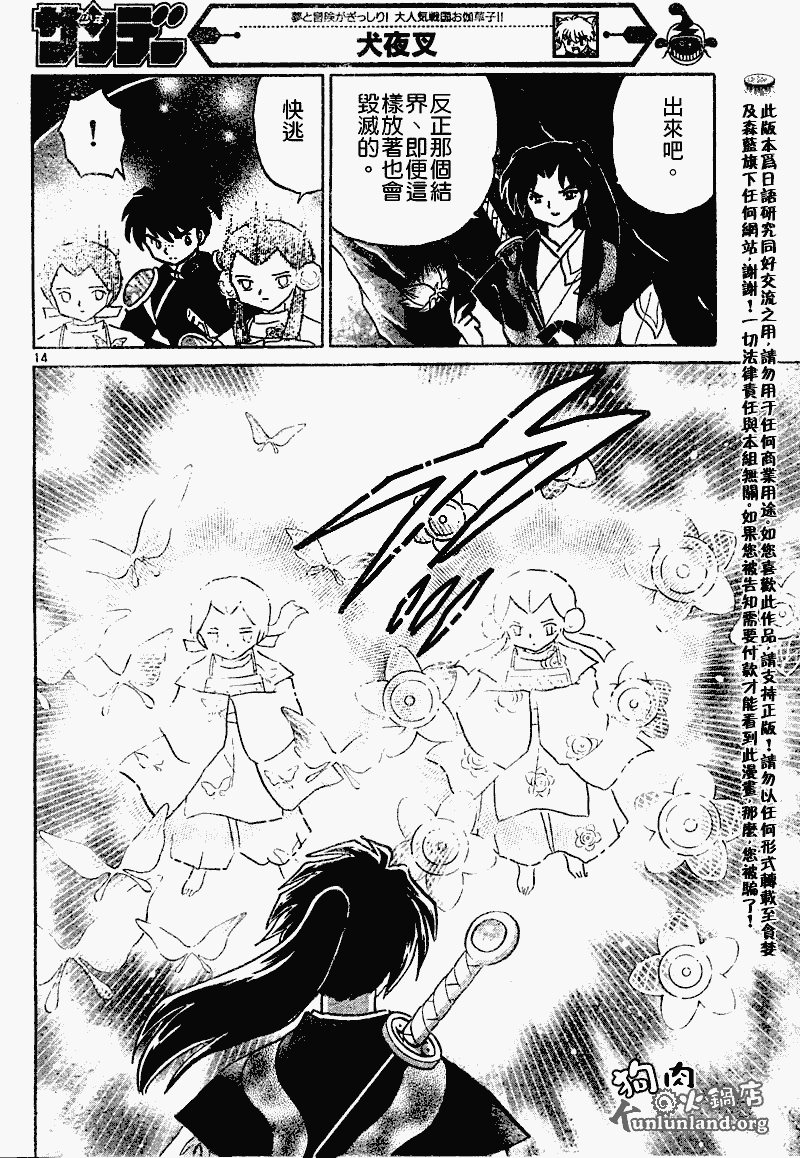 少年サンデー
夢と冒険がぎっしり! 大人気戦国お伽草子!!
犬夜叉
出來吧。
反正那個結
界、即便這
樣放著也會
毀滅的。
快逃
！
14
此版本爲日語研究同好交流之用,請勿用于任何商業用途。如您喜歡此作品,請支持正版！請勿以任何形式轉載至貪婪
及森藍旗下任何網站,謝謝！一切法律責任與本組無關。如果您被告知需要付款才能看到此漫畫,那麼,您被騙了！
狗肉
火鍋店
Kunlunland.org